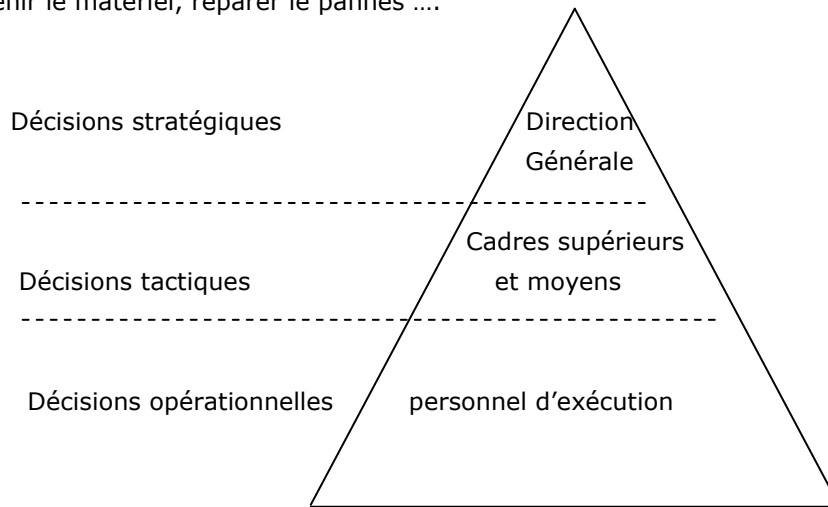 le matériel, réparer le pannes ….
Décisions stratégiques Direction
Générale
Cadres supérieurs
Décisions tactiques et moyens
Décisions opérationnelles personnel d’exécution